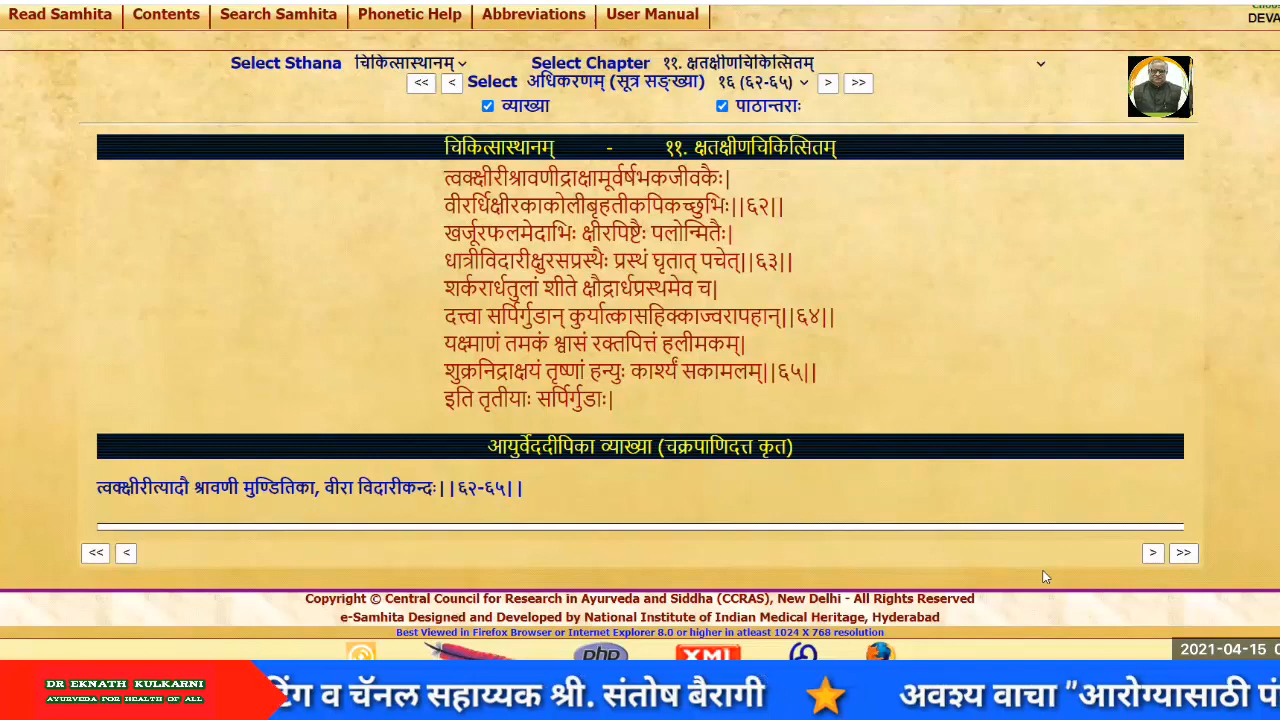 Read Samhita Contents Search Samhita Phonetic Help Abbreviations User Manual
DEVA
Select Sthana चिकित्सास्थानम् Select Chapter ११. क्षतक्षीणचिकित्सितम्
<< < Select अधिकरणम् (सूत्र सङ्ख्या) १६ (६२-६५) > >>
व्याख्या पाठान्तराः
चिकित्सास्थानम् - ११. क्षतक्षीणचिकित्सितम्
त्वक्क्षीरीश्रावणीद्राक्षामूर्वर्षभकजीवकैः|
वीरर्धिक्षीरकाकोलीबृहतीकपिकच्छुभिः||६२||
खर्जूरफलमेदाभिः क्षीरपिष्टैः पलोन्मितैः|
धात्रीविदारीक्षुरसप्रस्थैः प्रस्थं घृतात् पचेत्||६३||
शर्करार्धतुलां शीते क्षौद्रार्धप्रस्थमेव च|
दत्त्वा सर्पिर्गुडान् कुर्यात्कासहिक्काज्वरापहान्||६४||
यक्ष्माणं तमकं श्वासं रक्तपित्तं हलीमकम्|
शुक्रनिद्राक्षयं तृष्णां हन्युः कार्श्यं सकामलम्||६५||
इति तृतीयाः सर्पिर्गुडाः|
आयुर्वेददीपिका व्याख्या (चक्रपाणिदत्त कृत)
त्वक्क्षीरीत्यादौ श्रावणी मुण्डितिका, वीरा विदारीकन्दः||६२-६५||
<< < > >>
Copyright © Central Council for Research in Ayurveda and Siddha (CCRAS), New Delhi - All Rights Reserved
e-Samhita Designed and Developed by National Institute of Indian Medical Heritage, Hyderabad
Best Viewed in Firefox Browser or Internet Explorer 8.0 or higher in atleast 1024 X 768 resolution
php XML
2021-04-15
DR EKNATH KULKARNI
AYURVEDA FOR HEALTH OF ALL
टिंग व चॅनल सहाय्यक श्री. संतोष बैरागी अवश्य वाचा "आरोग्यासाठी